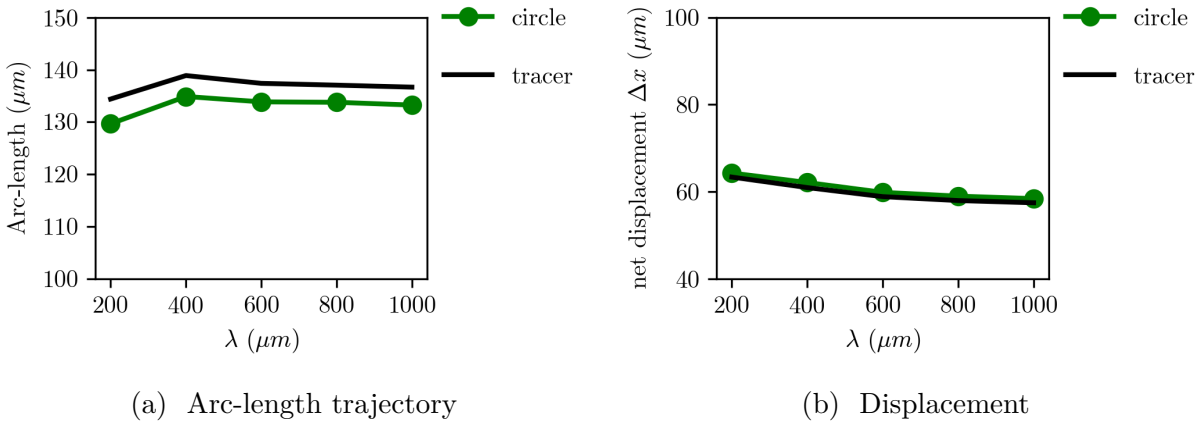 150
140
130
120
110
100
Arc-length (μm)
200 400 600 800 1000
λ (μm)
circle
tracer
(a) Arc-length trajectory
100
80
60
40
net displacement Δx (μm)
200 400 600 800 1000
λ (μm)
circle
tracer
(b) Displacement